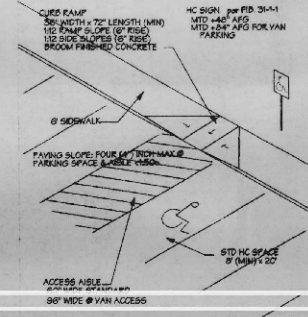 CURB RAMP
36" WIDTH x 72" LENGTH (MIN)
1:12 RAMP SLOPE (6" RISE)
1:12 SIDE SLOPES (6" RISE)
BROOM FINISHED CONCRETE
HC SIGN per FIB. 31-1-1
MTD +48" AFG
MTD +84" AFG FOR VAN
PARKING
6' SIDEWALK
PAVING SLOPE: FOUR (4") INCH MAX @
PARKING SPACE & AISLE
STD HC SPACE
8' (MIN) x 20'
ACCESS AISLE
WIDE STANDARD
96" WIDE @ VAN ACCESS